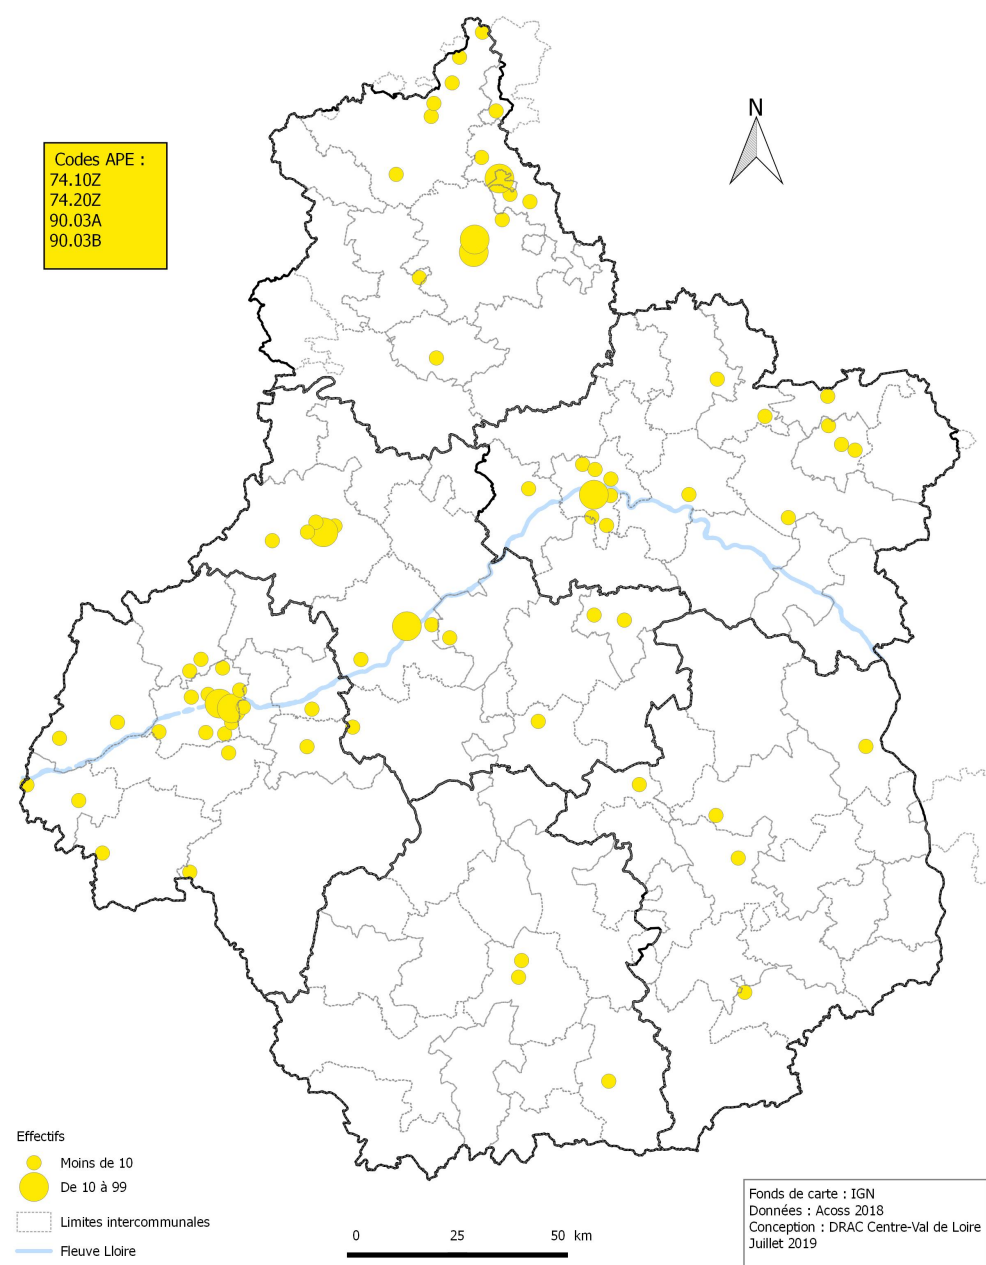 N
Codes APE :
74.10Z
74.20Z
90.03A
90.03B
Effectifs
Moins de 10
De 10 à 99
Limites intercommunales
Fleuve Lloire
0 25 50 km
Fonds de carte : IGN
Données : Acoss 2018
Conception : DRAC Centre-Val de Loire
Juillet 2019